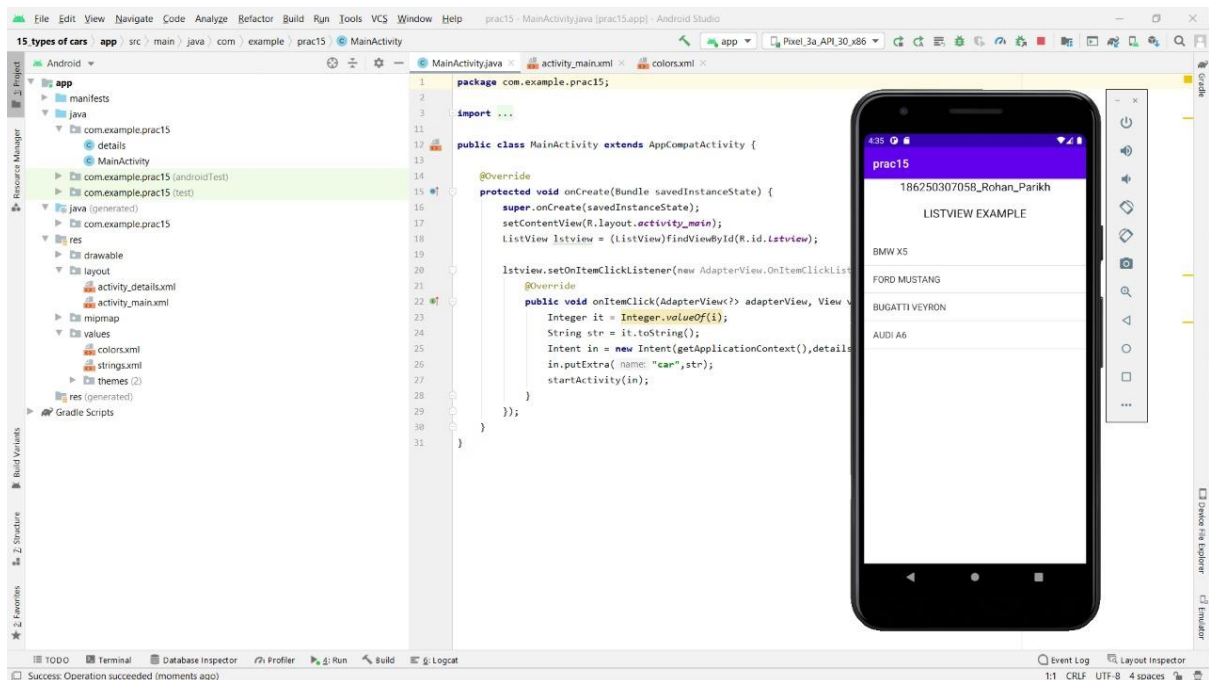 File Edit View Navigate Code Analyze Refactor Build Run Tools VCS Window Help prac15 - MainActivity.java [prac15.app] - Android Studio
15_types of cars app src main java com example prac15 MainActivity
app Pixel_3a_API_30_x86
Android
MainActivity.java activity_main.xml colors.xml
1: Project
Resource Manager
Build Variants
Z: Structure
2: Favorites
app
manifests
java
com.example.prac15
details
MainActivity
com.example.prac15 (androidTest)
com.example.prac15 (test)
java (generated)
com.example.prac15
res
drawable
layout
activity_details.xml
activity_main.xml
mipmap
values
colors.xml
strings.xml
themes (2)
res (generated)
Gradle Scripts
1 package com.example.prac15;
2
3 import ...
11
12 public class MainActivity extends AppCompatActivity {
13
14 @Override
15 protected void onCreate(Bundle savedInstanceState) {
16 super.onCreate(savedInstanceState);
17 setContentView(R.layout.activity_main);
18 ListView lstview = (ListView)findViewById(R.id.lstview);
19
20 lstview.setOnItemClickListener(new AdapterView.OnItemClickList
21 @Override
22 public void onItemClick(AdapterView<?> adapterView, View v
23 Integer it = Integer.valueOf(i);
24 String str = it.toString();
25 Intent in = new Intent(getApplicationContext(),details
26 in.putExtra( name: "car",str);
27 startActivity(in);
28 }
29 });
30 }
31 }
4:35
prac15
186250307058_Rohan_Parikh
LISTVIEW EXAMPLE
BMW X5
FORD MUSTANG
BUGATTI VEYRON
AUDI A6
Gradle
Device File Explorer
Emulator
TODO Terminal Database Inspector Profiler 4: Run Build 6: Logcat Event Log Layout Inspector
Success: Operation succeeded (moments ago) 1:1 CRLF UTF-8 4 spaces